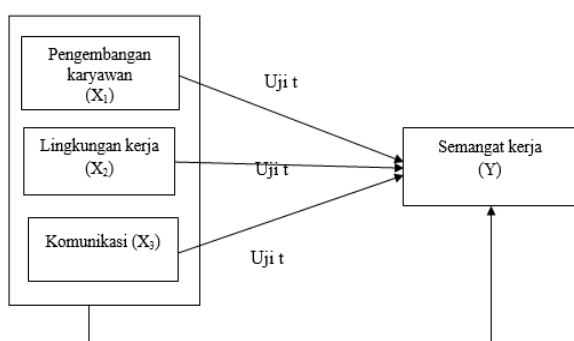 Pengembangan
karyawan
(X₁)
Uji t
Lingkungan kerja
(X₂)
Uji t
Semangat kerja
(Y)
Komunikasi (X₃)
Uji t